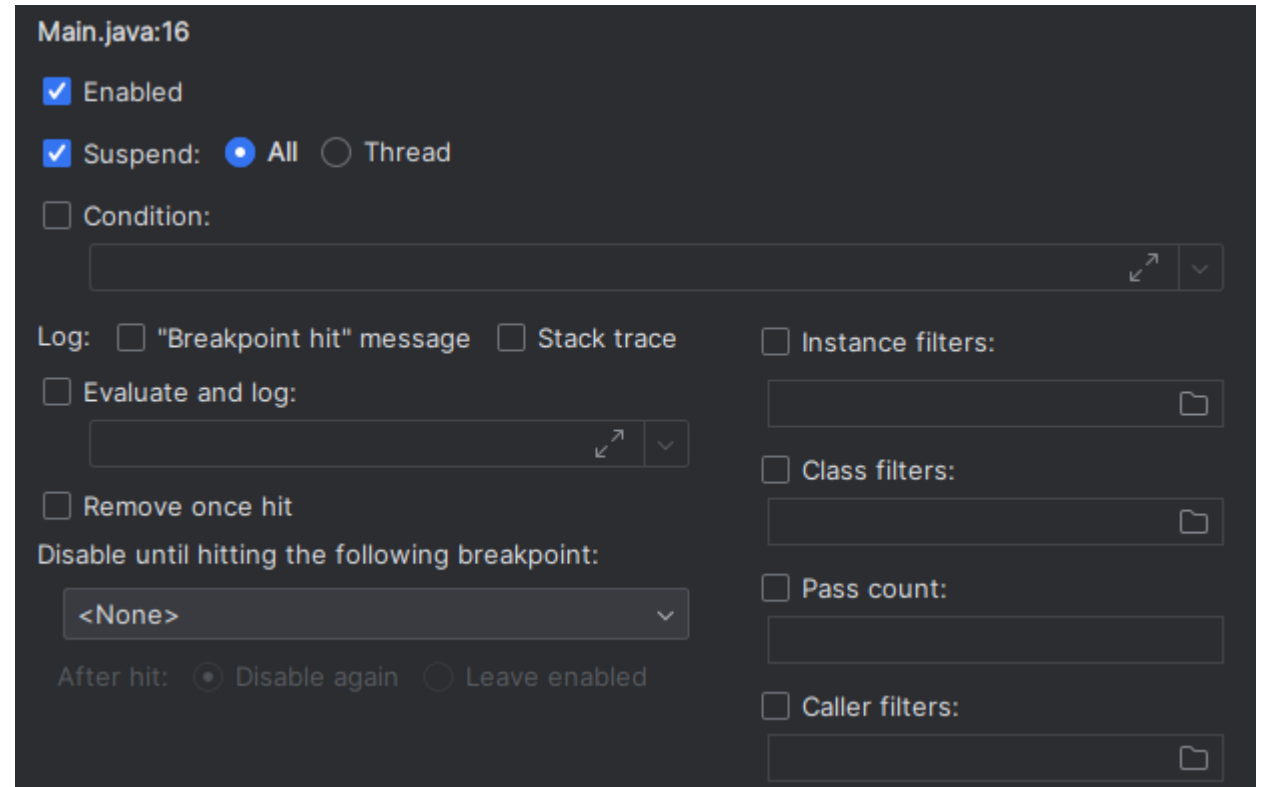 Main.java:16
Enabled
Suspend: All Thread
Condition:
Log: "Breakpoint hit" message Stack trace
Evaluate and log:
Remove once hit
Disable until hitting the following breakpoint:
<None>
After hit: Disable again Leave enabled
Instance filters:
Class filters:
Pass count:
Caller filters: